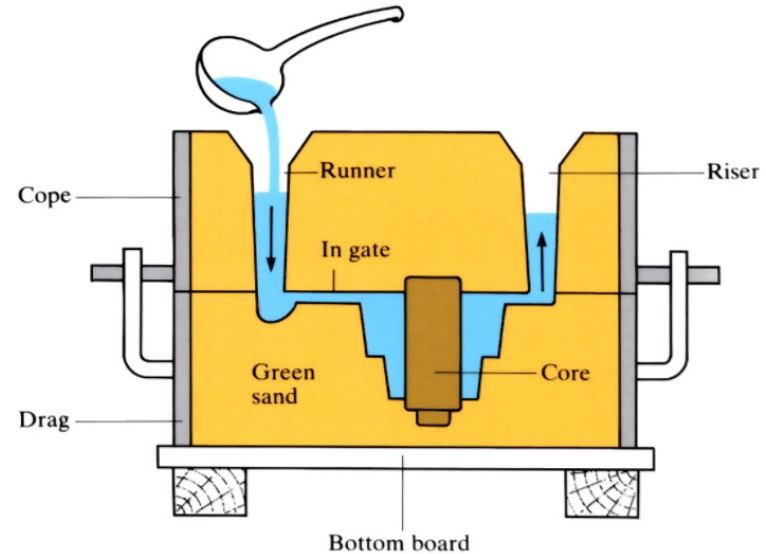 Runner
Riser
Cope
In gate
Green
sand
Core
Drag
Bottom board